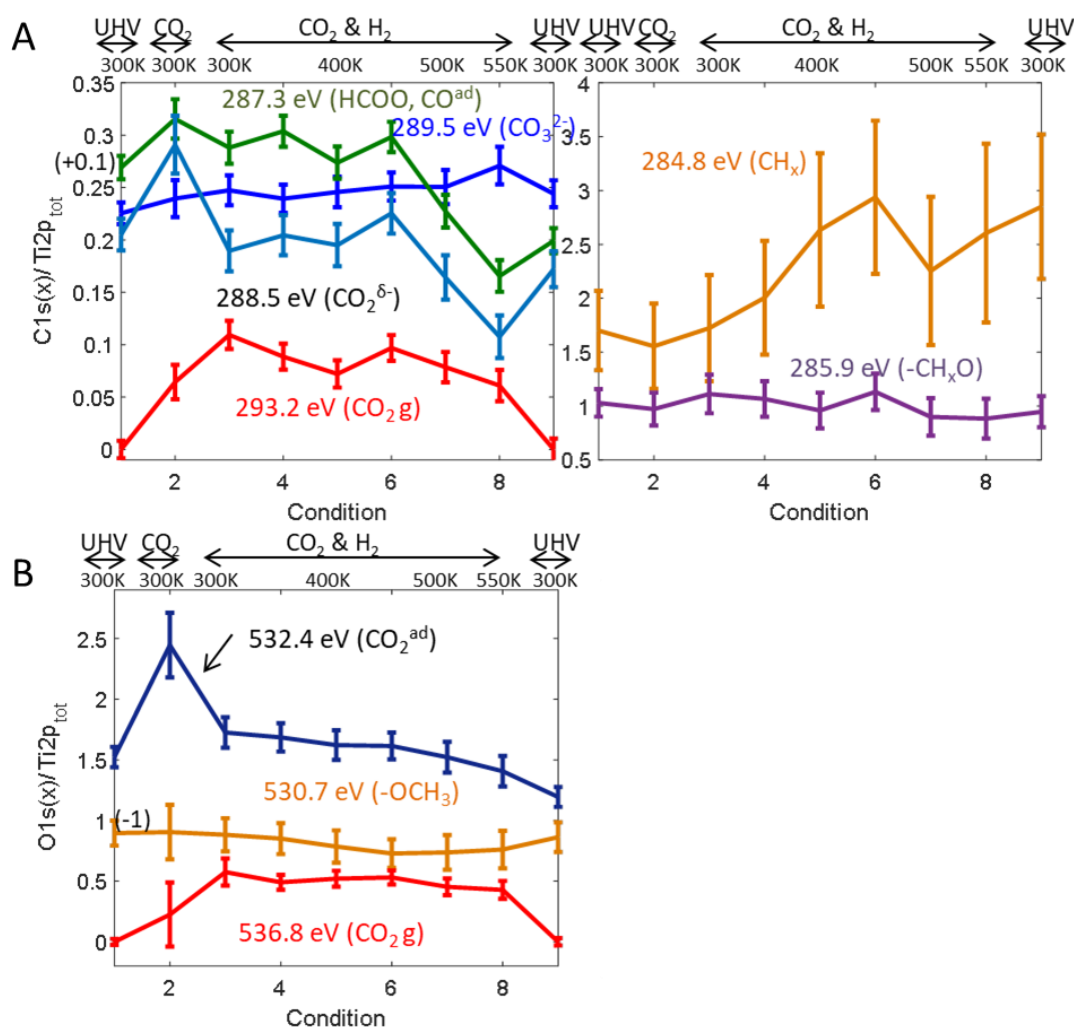 A
UHV CO₂ CO₂ & H₂ UHV UHV CO₂ CO₂ & H₂ UHV
300K 300K 300K 400K 500K 550K 300K 300K 300K 300K 400K 500K 550K 300K
0.35
0.3
(+0.1)
0.25
0.2
0.15
0.1
0.05
0
C1s(x)/Ti2pₜₒₜ
287.3 eV (HCOO, COᵃᵈ)
289.5 eV (CO₃²⁻)
288.5 eV (CO₂^δ-)
293.2 eV (CO₂ g)
2 4 6 8
Condition
4
3.5
3
2.5
2
1.5
1
0.5
284.8 eV (CHₓ)
285.9 eV (-CHₓO)
2 4 6 8
Condition
B
UHV CO₂ CO₂ & H₂ UHV
300K 300K 300K 400K 500K 550K 300K
2.5
2
1.5
1
(-1)
0.5
0
O1s(x)/Ti2pₜₒₜ
532.4 eV (CO₂ᵃᵈ)
530.7 eV (-OCH₃)
536.8 eV (CO₂ g)
2 4 6 8
Condition